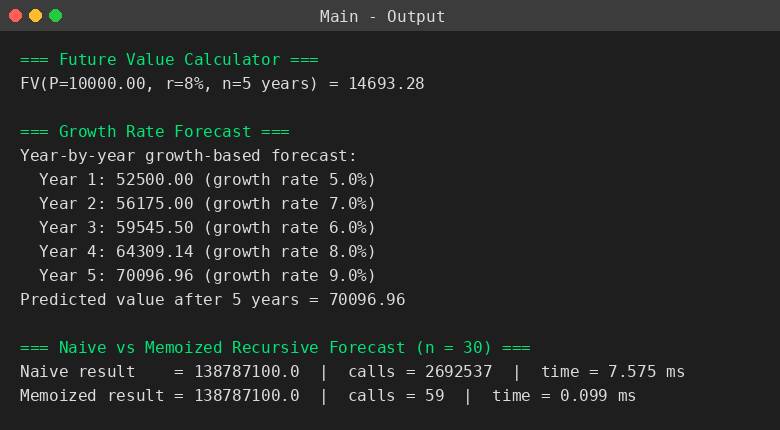 Main - Output
=== Future Value Calculator ===
FV(P=10000.00, r=8%, n=5 years) = 14693.28
=== Growth Rate Forecast ===
Year-by-year growth-based forecast:
  Year 1: 52500.00 (growth rate 5.0%)
  Year 2: 56175.00 (growth rate 7.0%)
  Year 3: 59545.50 (growth rate 6.0%)
  Year 4: 64309.14 (growth rate 8.0%)
  Year 5: 70096.96 (growth rate 9.0%)
Predicted value after 5 years = 70096.96
=== Naive vs Memoized Recursive Forecast (n = 30) ===
Naive result    = 138787100.0  |  calls = 2692537  |  time = 7.575 ms
Memoized result = 138787100.0  |  calls = 59  |  time = 0.099 ms